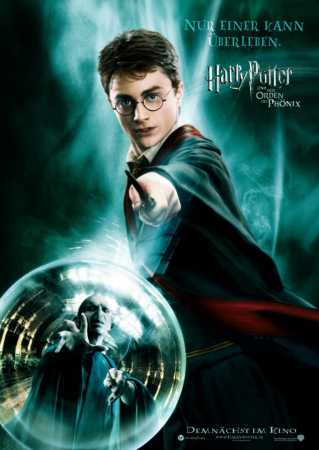 NUR EINER KANN
ÜBERLEBEN.
Harry Potter
UND DER
ORDEN
DES PHÖNIX
DEMNÄCHST IM KINO